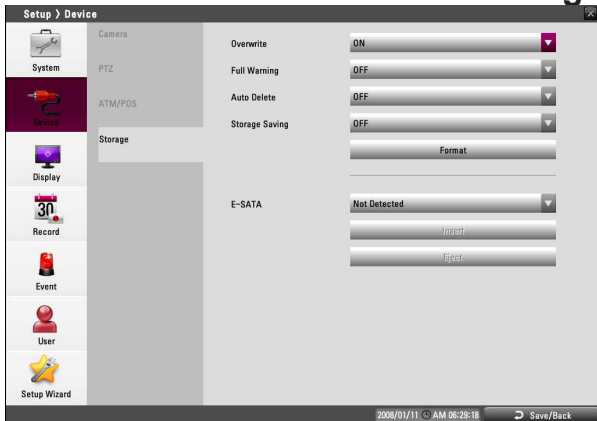 g
Setup > Device
System
Device
Display
30
Record
Event
User
Setup Wizard
Camera
PTZ
ATM/POS
Storage
Overwrite ON
Full Warning OFF
Auto Delete OFF
Storage Saving OFF
Format
E-SATA Not Detected
Insert
Eject
2008/01/11 AM 06:29:18 Save/Back